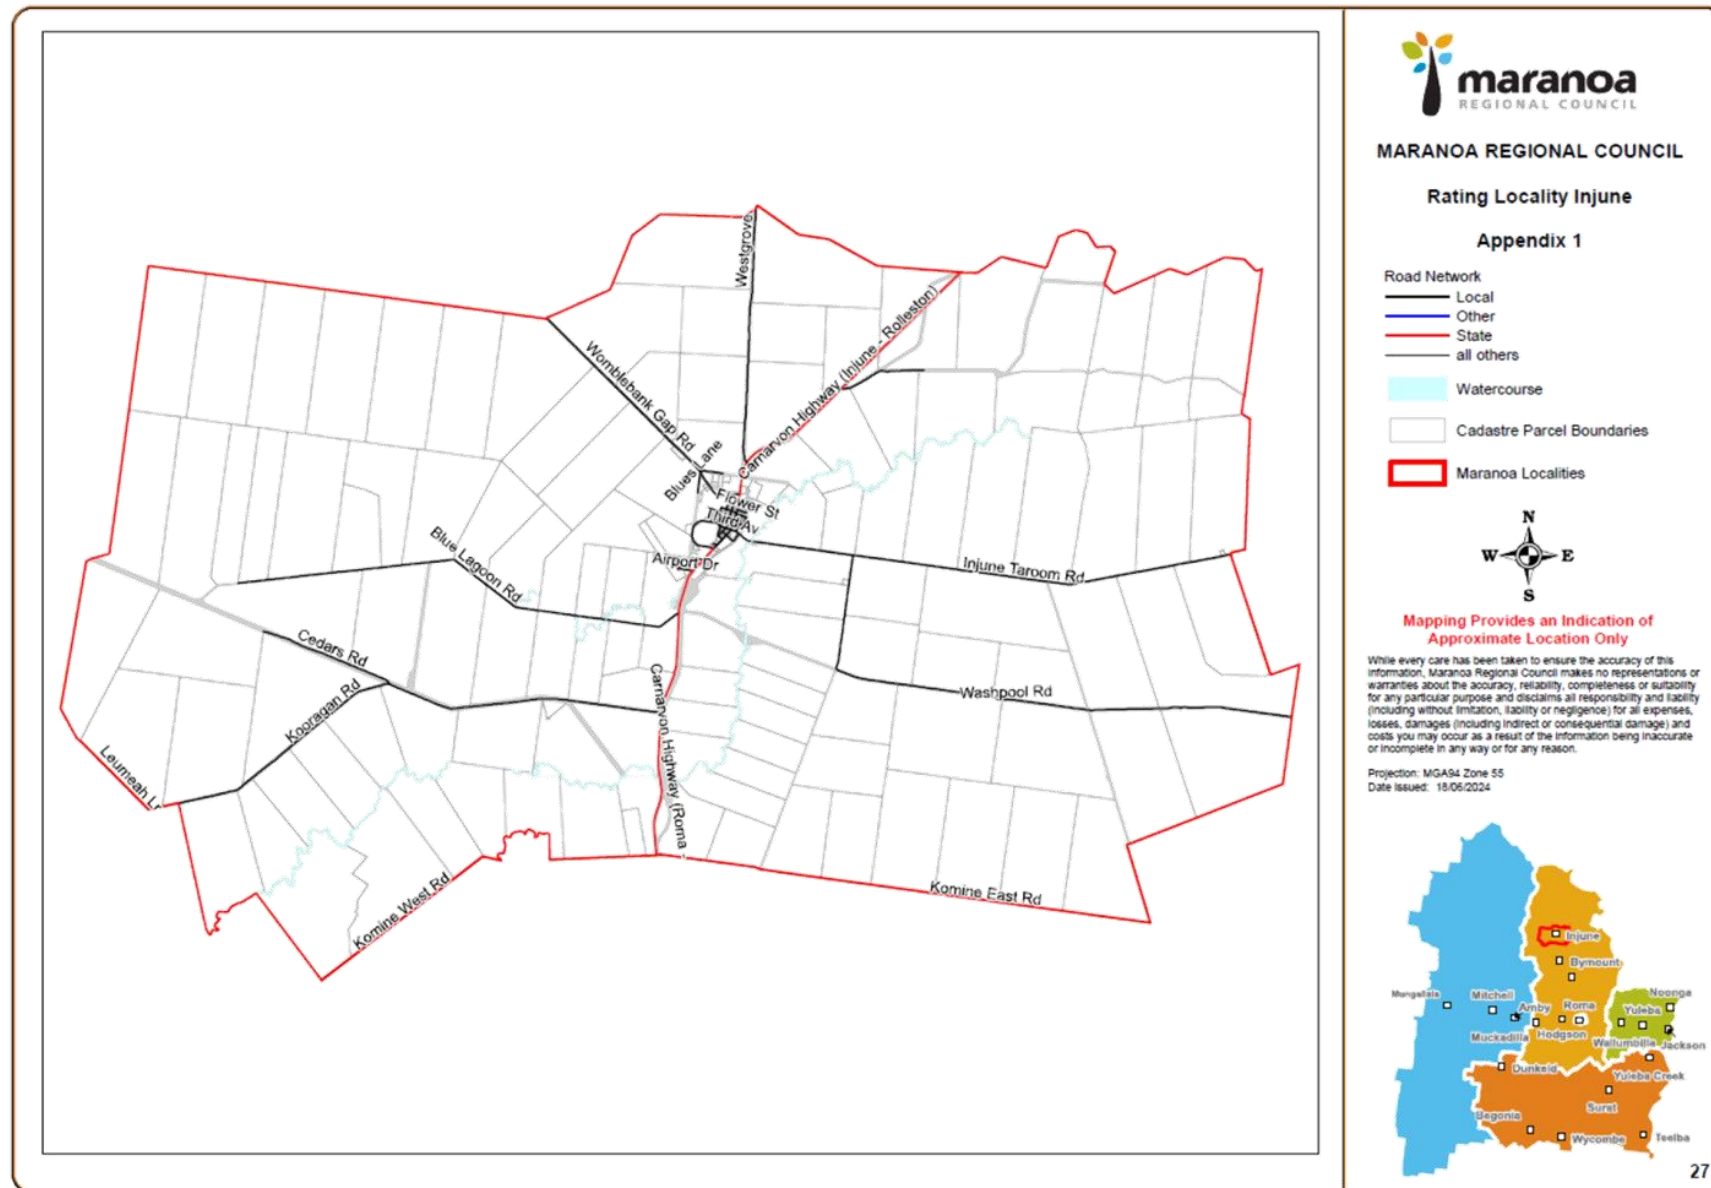 Westgrove
Womblebank Gap Rd
Carnarvon Highway (Injune - Rolleston)
Blues Lane
Flower St
Third Av
Airport Dr
Blue Lagoon Rd
Injune Taroom Rd
Cedars Rd
Kooragan Rd
Washpool Rd
Leumeah Lr
Carnarvon Highway (Roma -
Komine West Rd
Komine East Rd
maranoa
REGIONAL COUNCIL
MARANOA REGIONAL COUNCIL
Rating Locality Injune
Appendix 1
Road Network
Local
Other
State
all others
Watercourse
Cadastre Parcel Boundaries
Maranoa Localities
N
W E
S
Mapping Provides an Indication of
Approximate Location Only
While every care has been taken to ensure the accuracy of this
information, Maranoa Regional Council makes no representations or
warranties about the accuracy, reliability, completeness or suitability
for any particular purpose and disclaims all responsibility and liability
(including without limitation, liability or negligence) for all expenses,
losses, damages (including indirect or consequential damage) and
costs you may occur as a result of the information being inaccurate
or incomplete in any way or for any reason.
Projection: MGA94 Zone 55
Date Issued: 18/06/2024
Injune
Bymount
Mungallala
Mitchell
Amby
Roma
Noonga
Yuleba
Muckadilla
Hodgson
Wallumbilla
Jackson
Dunkeld
Yuleba Creek
Surat
Begonia
Wycombe
Teelba
27